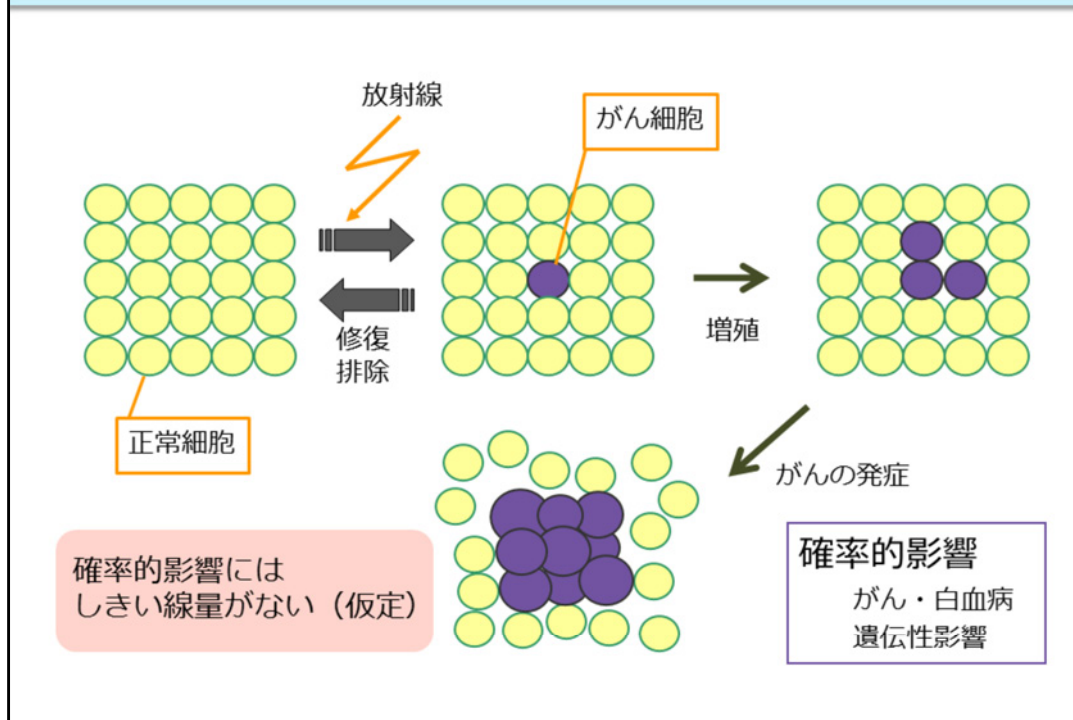 放射線
がん細胞
修復
排除
増殖
正常細胞
がんの発症
確率的影響には
しきい線量がない（仮定）
確率的影響
がん・白血病
遺伝性影響